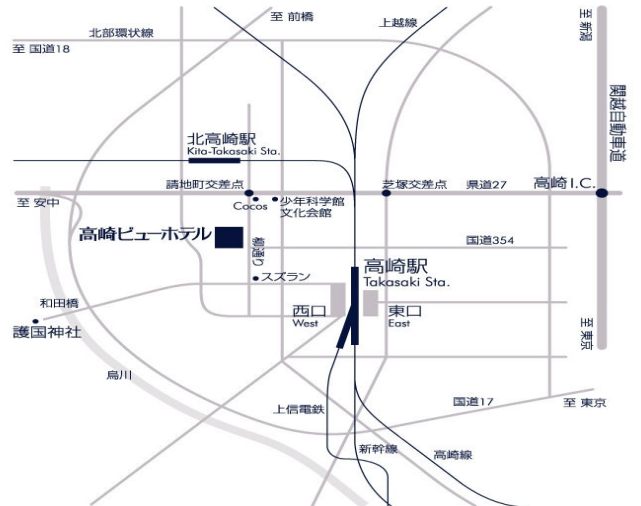 至 前橋
上越線
至 新潟
北部環状線
至 国道18
関越自動車道
北高崎駅
Kita-Takasaki Sta.
請地町交差点
芝塚交差点
県道27
高崎I.C.
至 安中
Cocos
少年科学館
文化会館
高崎ビューホテル
柳通り
国道354
スズラン
高崎駅
Takasaki Sta.
和田橋
西口
West
東口
East
護国神社
至 東京
烏川
上信電鉄
国道17
至 東京
新幹線
高崎線